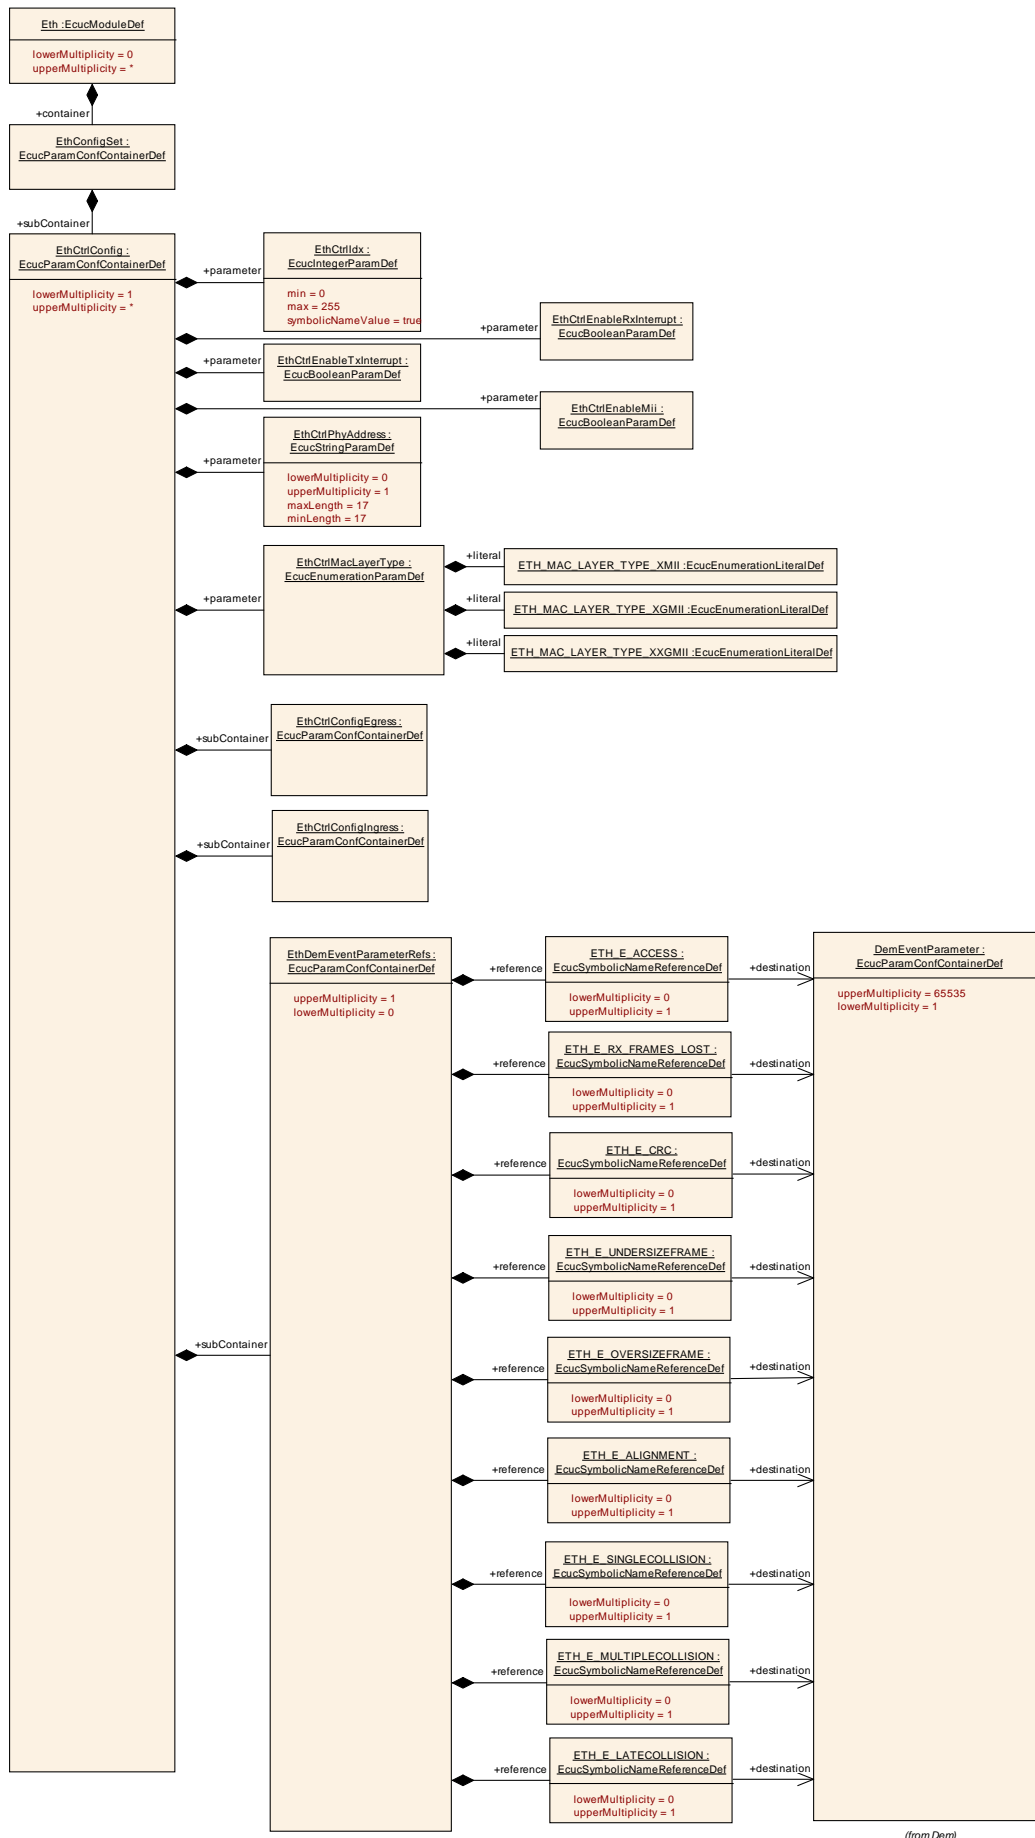 Eth :EcucModuleDef
lowerMultiplicity = 0
upperMultiplicity = *
+container
EthConfigSet :
EcucParamConfContainerDef
+subContainer
EthCtrlConfig :
EcucParamConfContainerDef
lowerMultiplicity = 1
upperMultiplicity = *
+parameter
EthCtrlIdx :
EcucIntegerParamDef
min = 0
max = 255
symbolicNameValue = true
+parameter
EthCtrlEnableRxInterrupt :
EcucBooleanParamDef
+parameter
EthCtrlEnableTxInterrupt :
EcucBooleanParamDef
+parameter
EthCtrlEnableMii :
EcucBooleanParamDef
+parameter
EthCtrlPhyAddress :
EcucStringParamDef
lowerMultiplicity = 0
upperMultiplicity = 1
maxLength = 17
minLength = 17
+parameter
EthCtrlMacLayerType :
EcucEnumerationParamDef
+literal
ETH_MAC_LAYER_TYPE_XMII :EcucEnumerationLiteralDef
+literal
ETH_MAC_LAYER_TYPE_XGMII :EcucEnumerationLiteralDef
+literal
ETH_MAC_LAYER_TYPE_XXGMII :EcucEnumerationLiteralDef
+subContainer
EthCtrlConfigEgress :
EcucParamConfContainerDef
+subContainer
EthCtrlConfigIngress :
EcucParamConfContainerDef
+subContainer
EthDemEventParameterRefs :
EcucParamConfContainerDef
upperMultiplicity = 1
lowerMultiplicity = 0
+reference
ETH_E_ACCESS :
EcucSymbolicNameReferenceDef
lowerMultiplicity = 0
upperMultiplicity = 1
+destination
DemEventParameter :
EcucParamConfContainerDef
upperMultiplicity = 65535
lowerMultiplicity = 1
+reference
ETH_E_RX_FRAMES_LOST :
EcucSymbolicNameReferenceDef
lowerMultiplicity = 0
upperMultiplicity = 1
+destination
+reference
ETH_E_CRC :
EcucSymbolicNameReferenceDef
lowerMultiplicity = 0
upperMultiplicity = 1
+destination
+reference
ETH_E_UNDERSIZEFRAME :
EcucSymbolicNameReferenceDef
lowerMultiplicity = 0
upperMultiplicity = 1
+destination
+reference
ETH_E_OVERSIZEFRAME :
EcucSymbolicNameReferenceDef
lowerMultiplicity = 0
upperMultiplicity = 1
+destination
+reference
ETH_E_ALIGNMENT :
EcucSymbolicNameReferenceDef
lowerMultiplicity = 0
upperMultiplicity = 1
+destination
+reference
ETH_E_SINGLECOLLISION :
EcucSymbolicNameReferenceDef
lowerMultiplicity = 0
upperMultiplicity = 1
+destination
+reference
ETH_E_MULTIPLECOLLISION :
EcucSymbolicNameReferenceDef
lowerMultiplicity = 0
upperMultiplicity = 1
+destination
+reference
ETH_E_LATECOLLISION :
EcucSymbolicNameReferenceDef
lowerMultiplicity = 0
upperMultiplicity = 1
+destination
(from Dem)